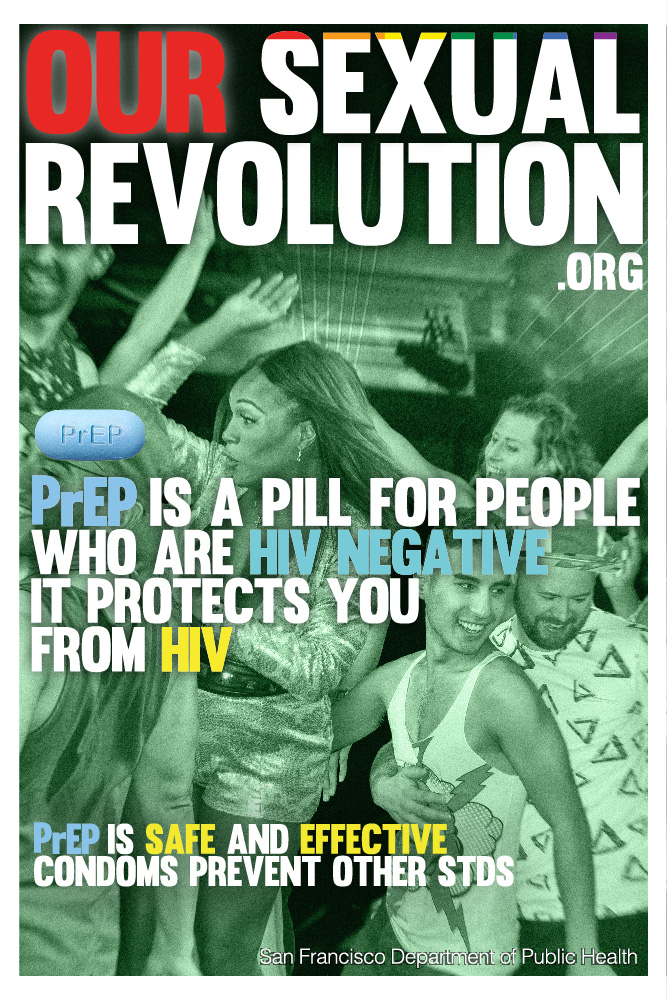 OUR SEXUAL
REVOLUTION
.ORG
PrEP
PrEP IS A PILL FOR PEOPLE
WHO ARE HIV NEGATIVE
IT PROTECTS YOU
FROM HIV
PrEP IS SAFE AND EFFECTIVE
CONDOMS PREVENT OTHER STDS
San Francisco Department of Public Health